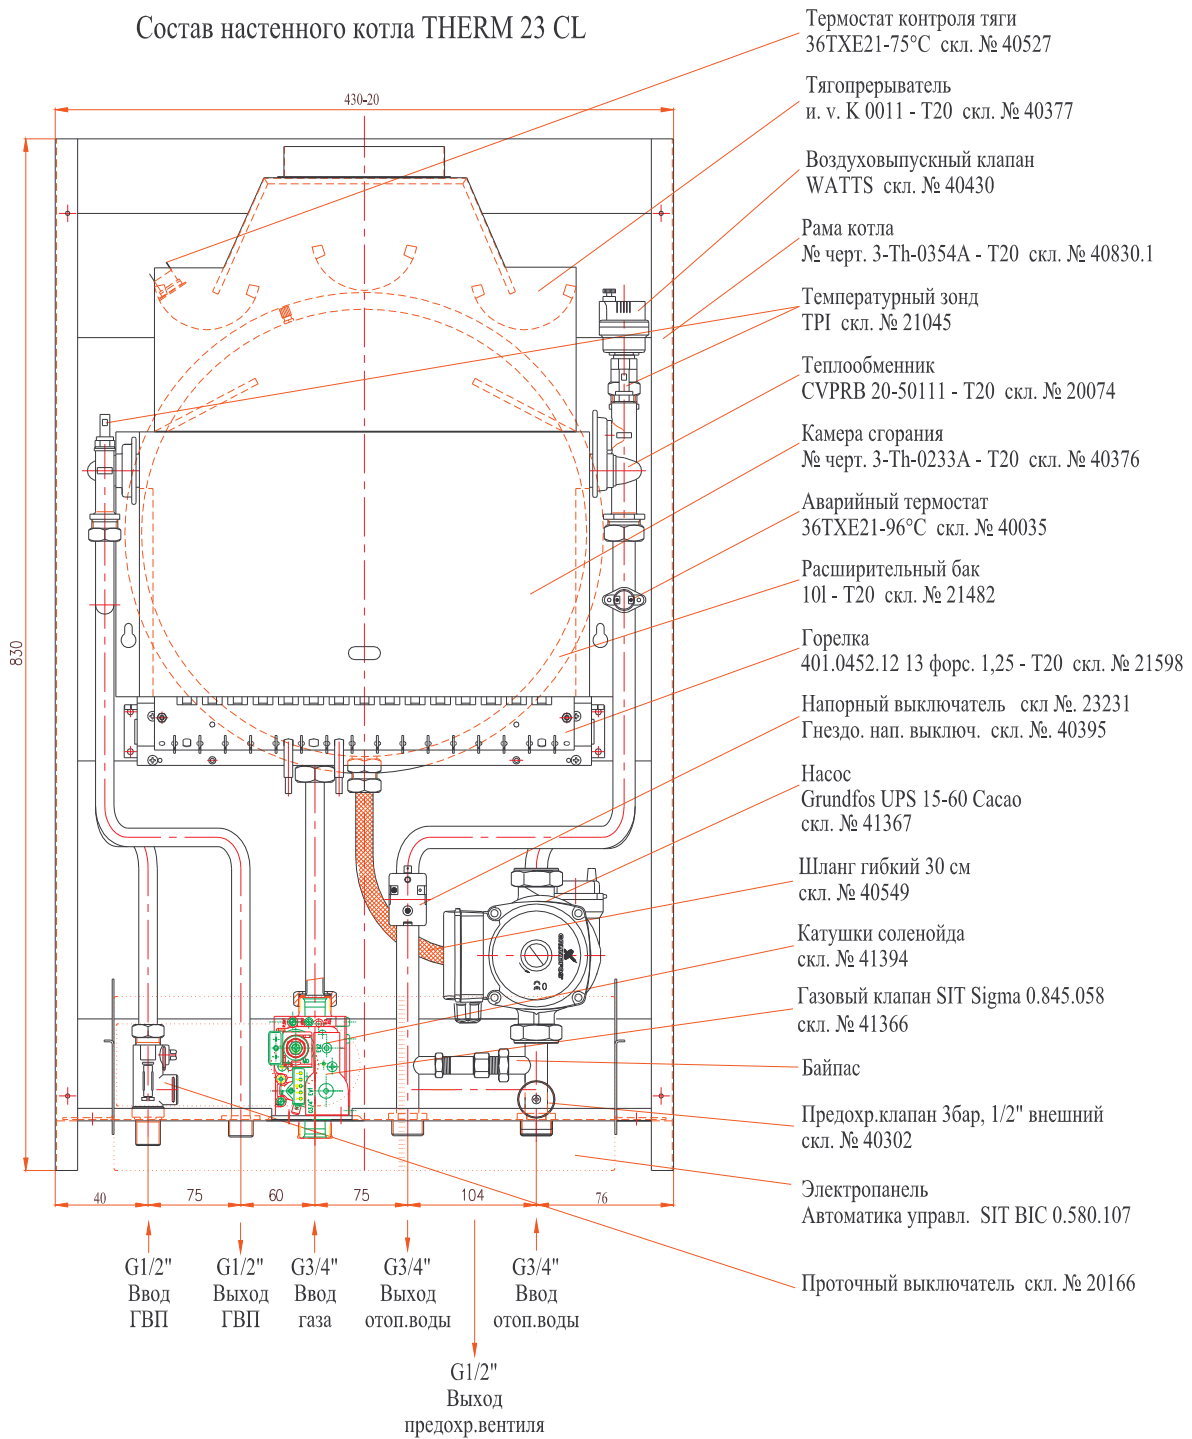 Состав настенного котла THERM 23 CL
Термостат контроля тяги
36TXE21-75°C скл. № 40527
Тягопрерыватель
и. v. K 0011 - T20 скл. № 40377
Воздуховыпускный клапан
WATTS скл. № 40430
Рама котла
№ черт. 3-Th-0354A - T20 скл. № 40830.1
Температурный зонд
TPI скл. № 21045
Теплообменник
CVPRB 20-50111 - T20 скл. № 20074
Камера сгорания
№ черт. 3-Th-0233A - T20 скл. № 40376
Аварийный термостат
36TXE21-96°C скл. № 40035
Расширительный бак
10l - T20 скл. № 21482
Горелка
401.0452.12 13 форс. 1,25 - T20 скл. № 21598
Напорный выключатель скл №. 23231
Гнездо. нап. выключ. скл. №. 40395
Насос
Grundfos UPS 15-60 Cacao
скл. № 41367
Шланг гибкий 30 см
скл. № 40549
Катушки соленойда
скл. № 41394
Газовый клапан SIT Sigma 0.845.058
скл. № 41366
Байпас
Предохр.клапан 3бар, 1/2" внешний
скл. № 40302
Электропанель
Автоматика управл. SIT BIC 0.580.107
Проточный выключатель скл. № 20166
430-20
830
GRUNDFOS
CE 0
40 75 60 75 104 76
G1/2"
Ввод
ГВП
G1/2"
Выход
ГВП
G3/4"
Ввод
газа
G3/4"
Выход
отоп.воды
G3/4"
Ввод
отоп.воды
G1/2"
Выход
предохр.вентиля